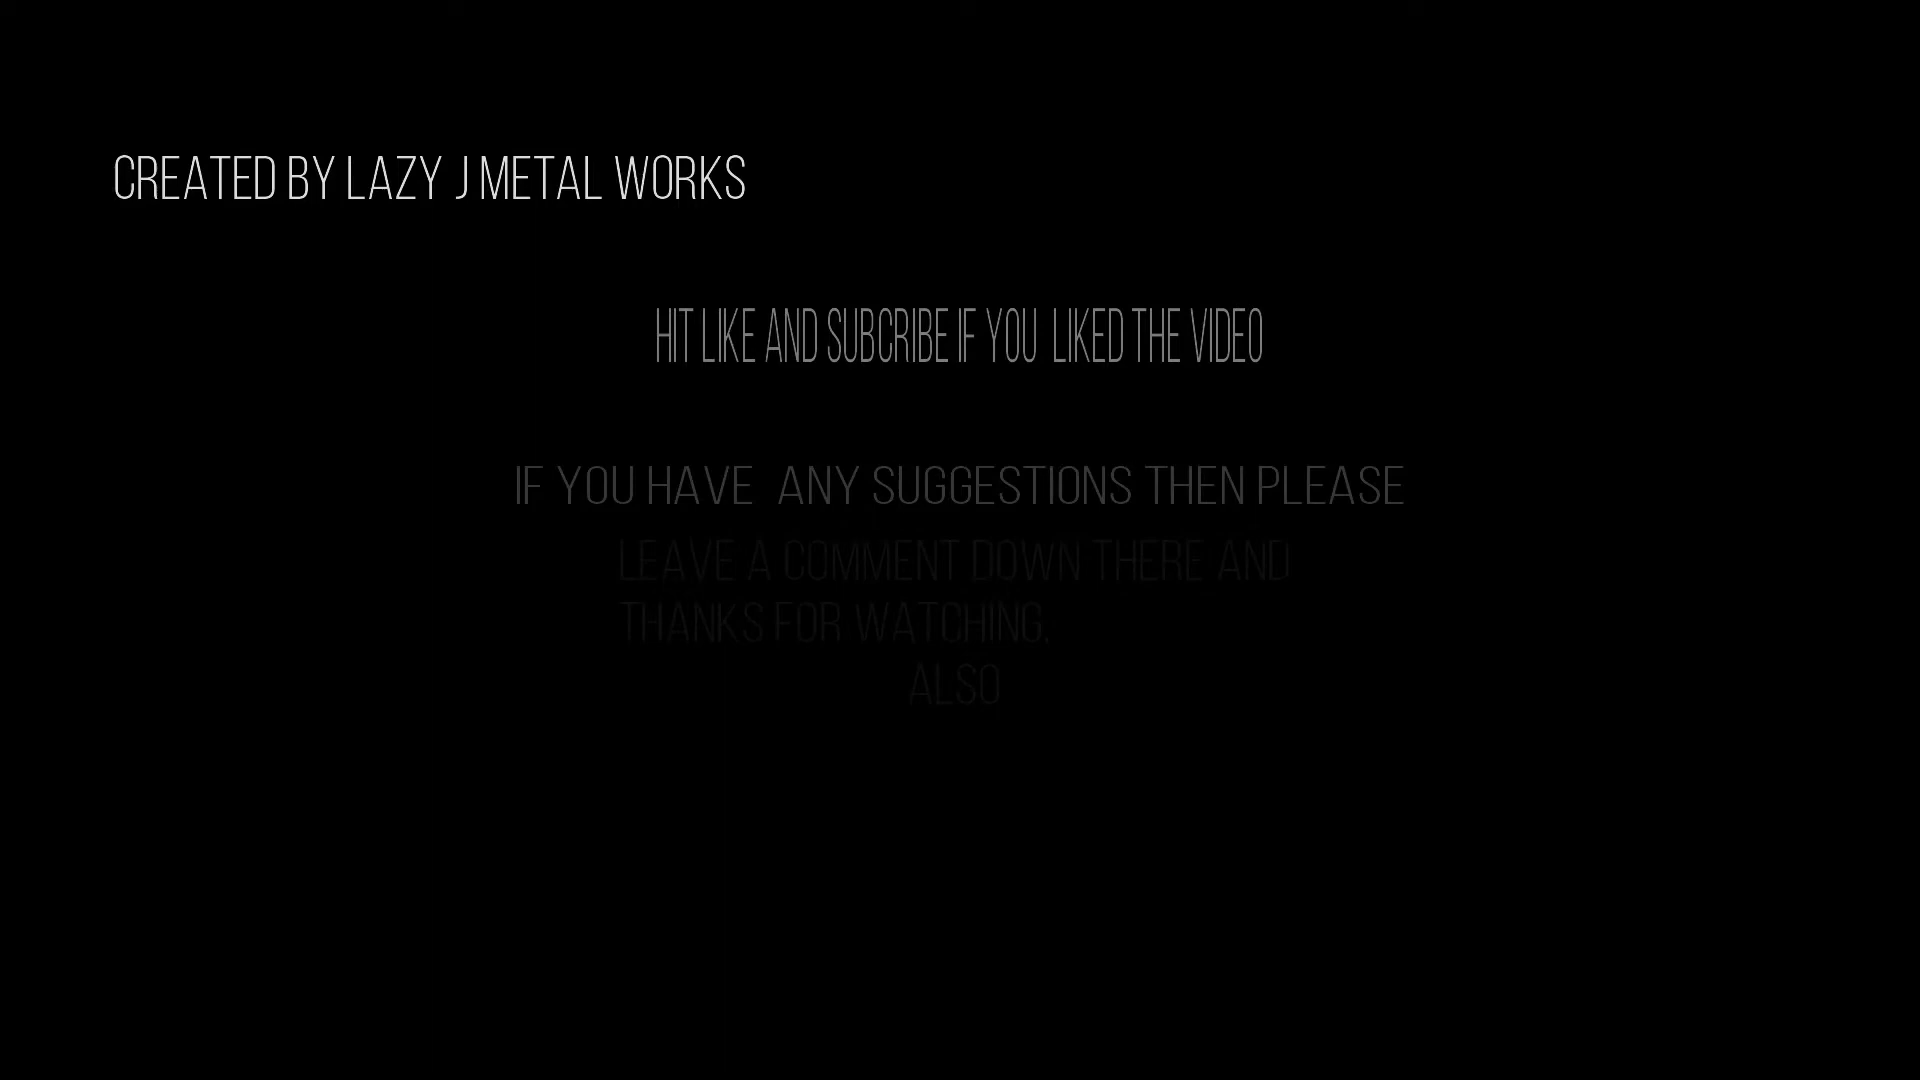 CREATED BY LAZY J METAL WORKS
HIT LIKE AND SUBCRIBE IF YOU LIKED THE VIDEO
IF YOU HAVE ANY SUGGESTIONS THEN PLEASE
LEAVE A COMMENT DOWN THERE AND
THANKS FOR WATCHING.
ALSO